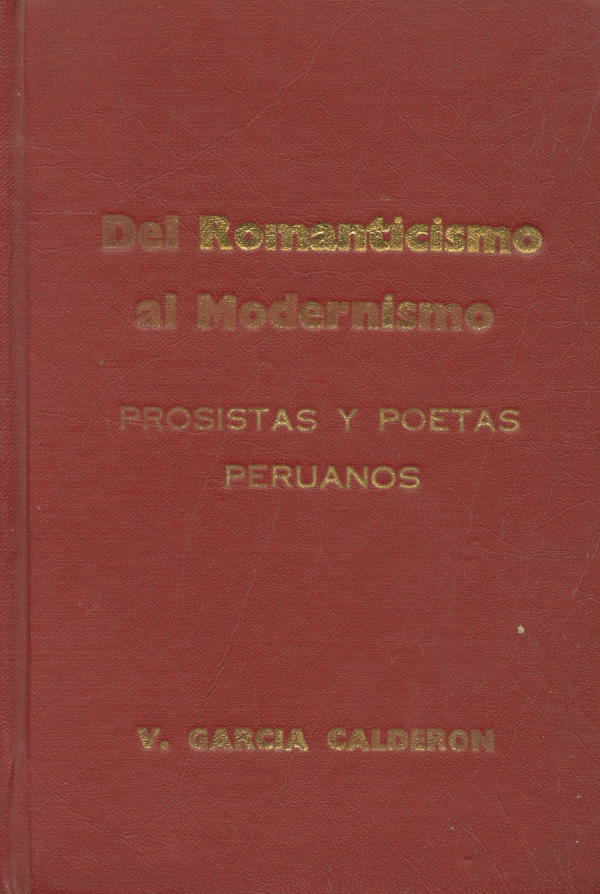 Del Romanticismo
al Modernismo
PROSISTAS Y POETAS
PERUANOS
V. GARCIA CALDERON